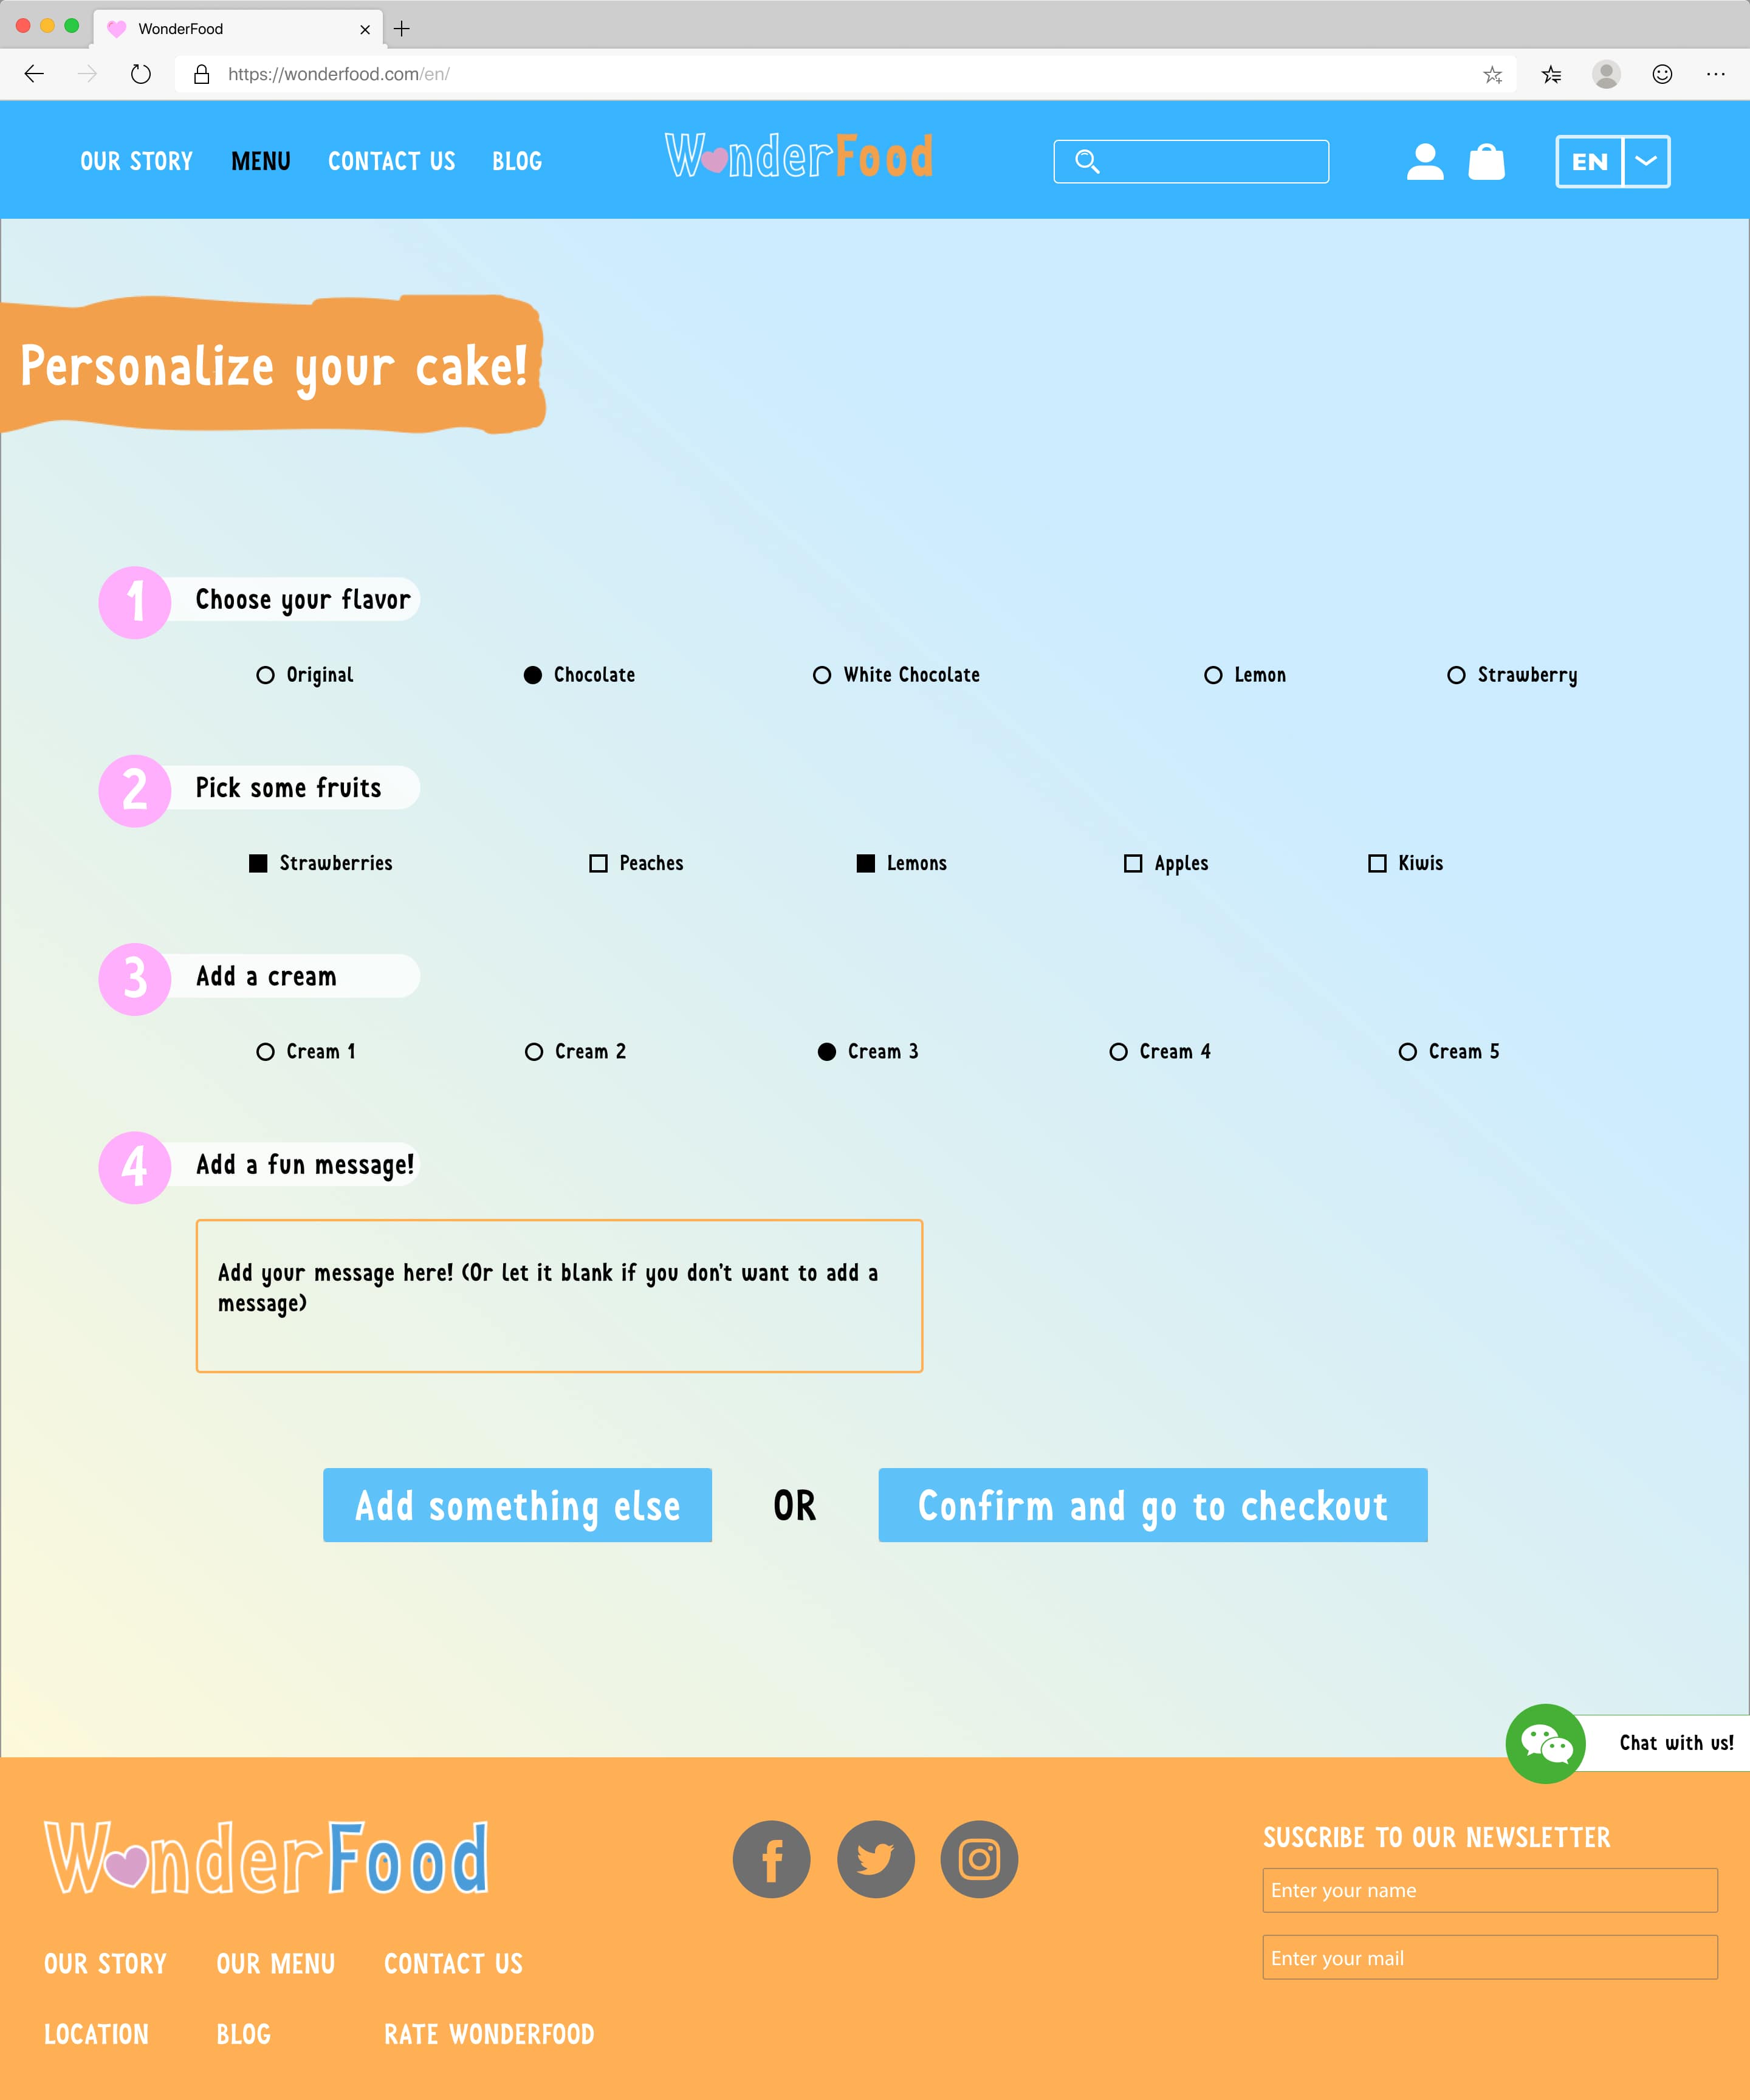 WonderFood
https://wonderfood.com/en/
OUR STORY MENU CONTACT US BLOG WonderFood EN
Personalize your cake!
1 Choose your flavor
Original Chocolate White Chocolate Lemon Strawberry
2 Pick some fruits
Strawberries Peaches Lemons Apples Kiwis
3 Add a cream
Cream 1 Cream 2 Cream 3 Cream 4 Cream 5
4 Add a fun message!
Add your message here! (Or let it blank if you don't want to add a
message)
Add something else OR Confirm and go to checkout
Chat with us!
WonderFood
SUSCRIBE TO OUR NEWSLETTER
Enter your name
Enter your mail
OUR STORY OUR MENU CONTACT US
LOCATION BLOG RATE WONDERFOOD